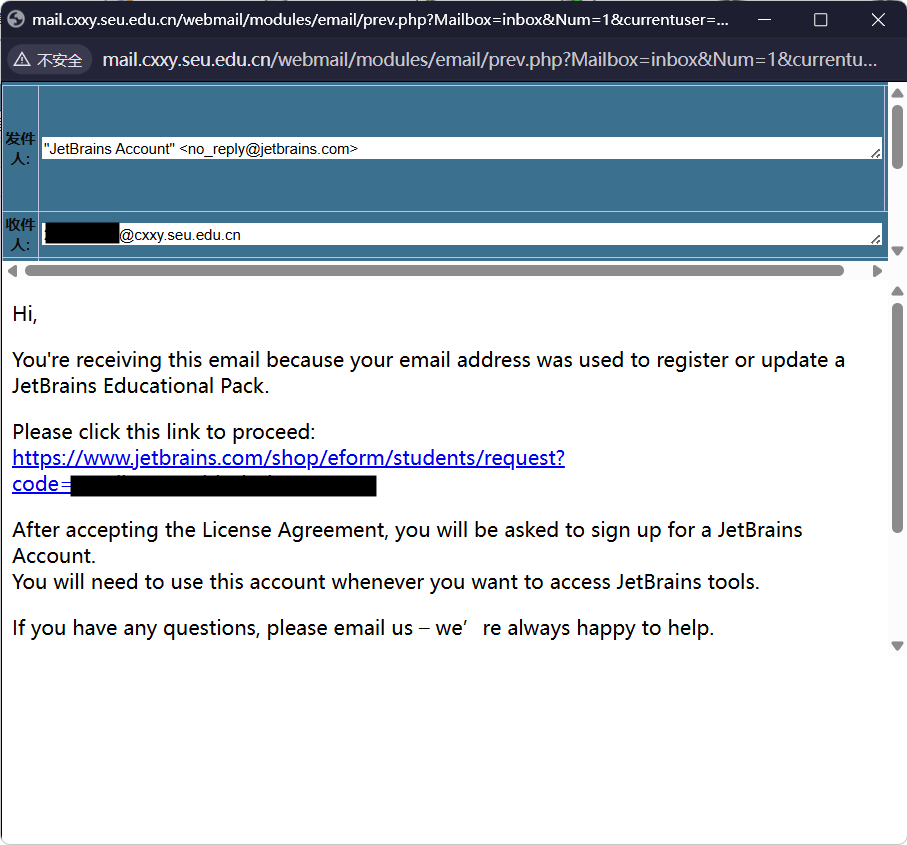 mail.cxxy.seu.edu.cn/webmail/modules/email/prev.php?Mailbox=inbox&Num=1&currentuser=...
不安全 mail.cxxy.seu.edu.cn/webmail/modules/email/prev.php?Mailbox=inbox&Num=1&currentu...
发件
人:
"JetBrains Account" <no_reply@jetbrains.com>
收件
人:
@cxxy.seu.edu.cn
Hi,
You're receiving this email because your email address was used to register or update a
JetBrains Educational Pack.
Please click this link to proceed:
https://www.jetbrains.com/shop/eform/students/request?
code=
After accepting the License Agreement, you will be asked to sign up for a JetBrains
Account.
You will need to use this account whenever you want to access JetBrains tools.
If you have any questions, please email us – we’re always happy to help.